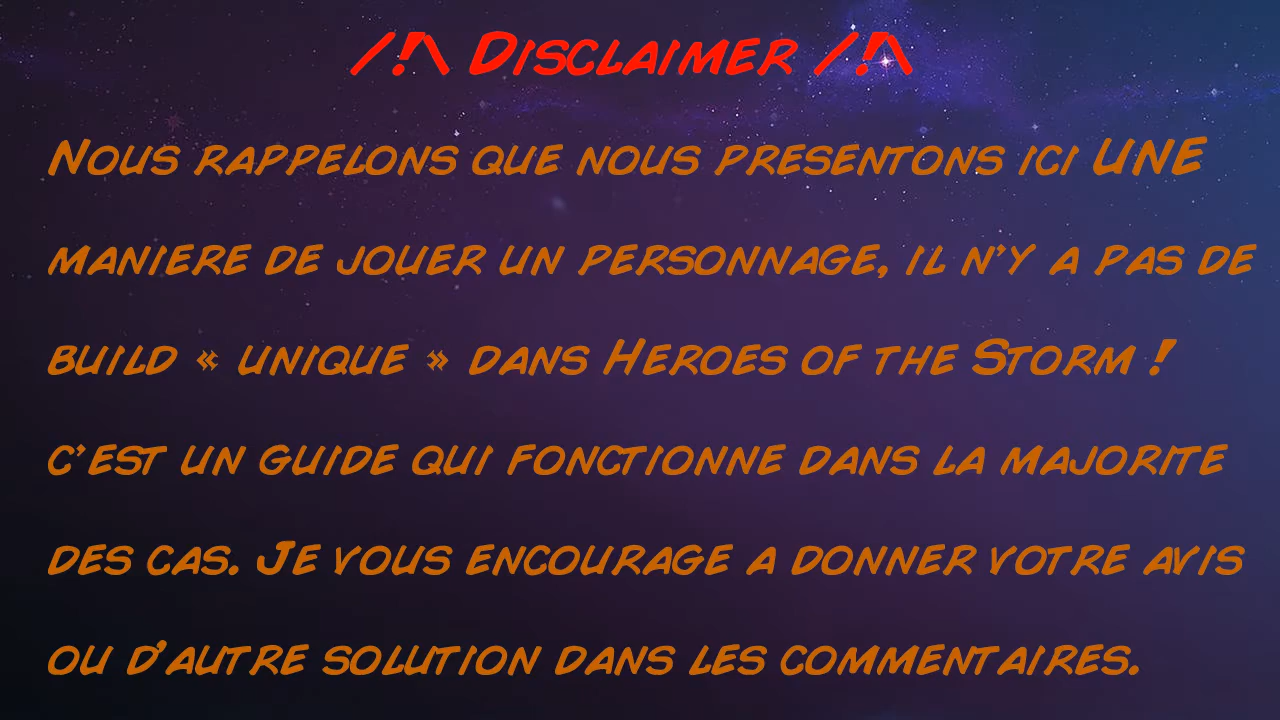 /!\ Disclaimer /!\
Nous rappelons que nous presentons ici UNE
maniere de jouer un personnage, il n'y a pas de
build « unique » dans Heroes of the Storm !
c'est un guide qui fonctionne dans la majorite
des cas. Je vous encourage a donner votre avis
ou d'autre solution dans les commentaires.